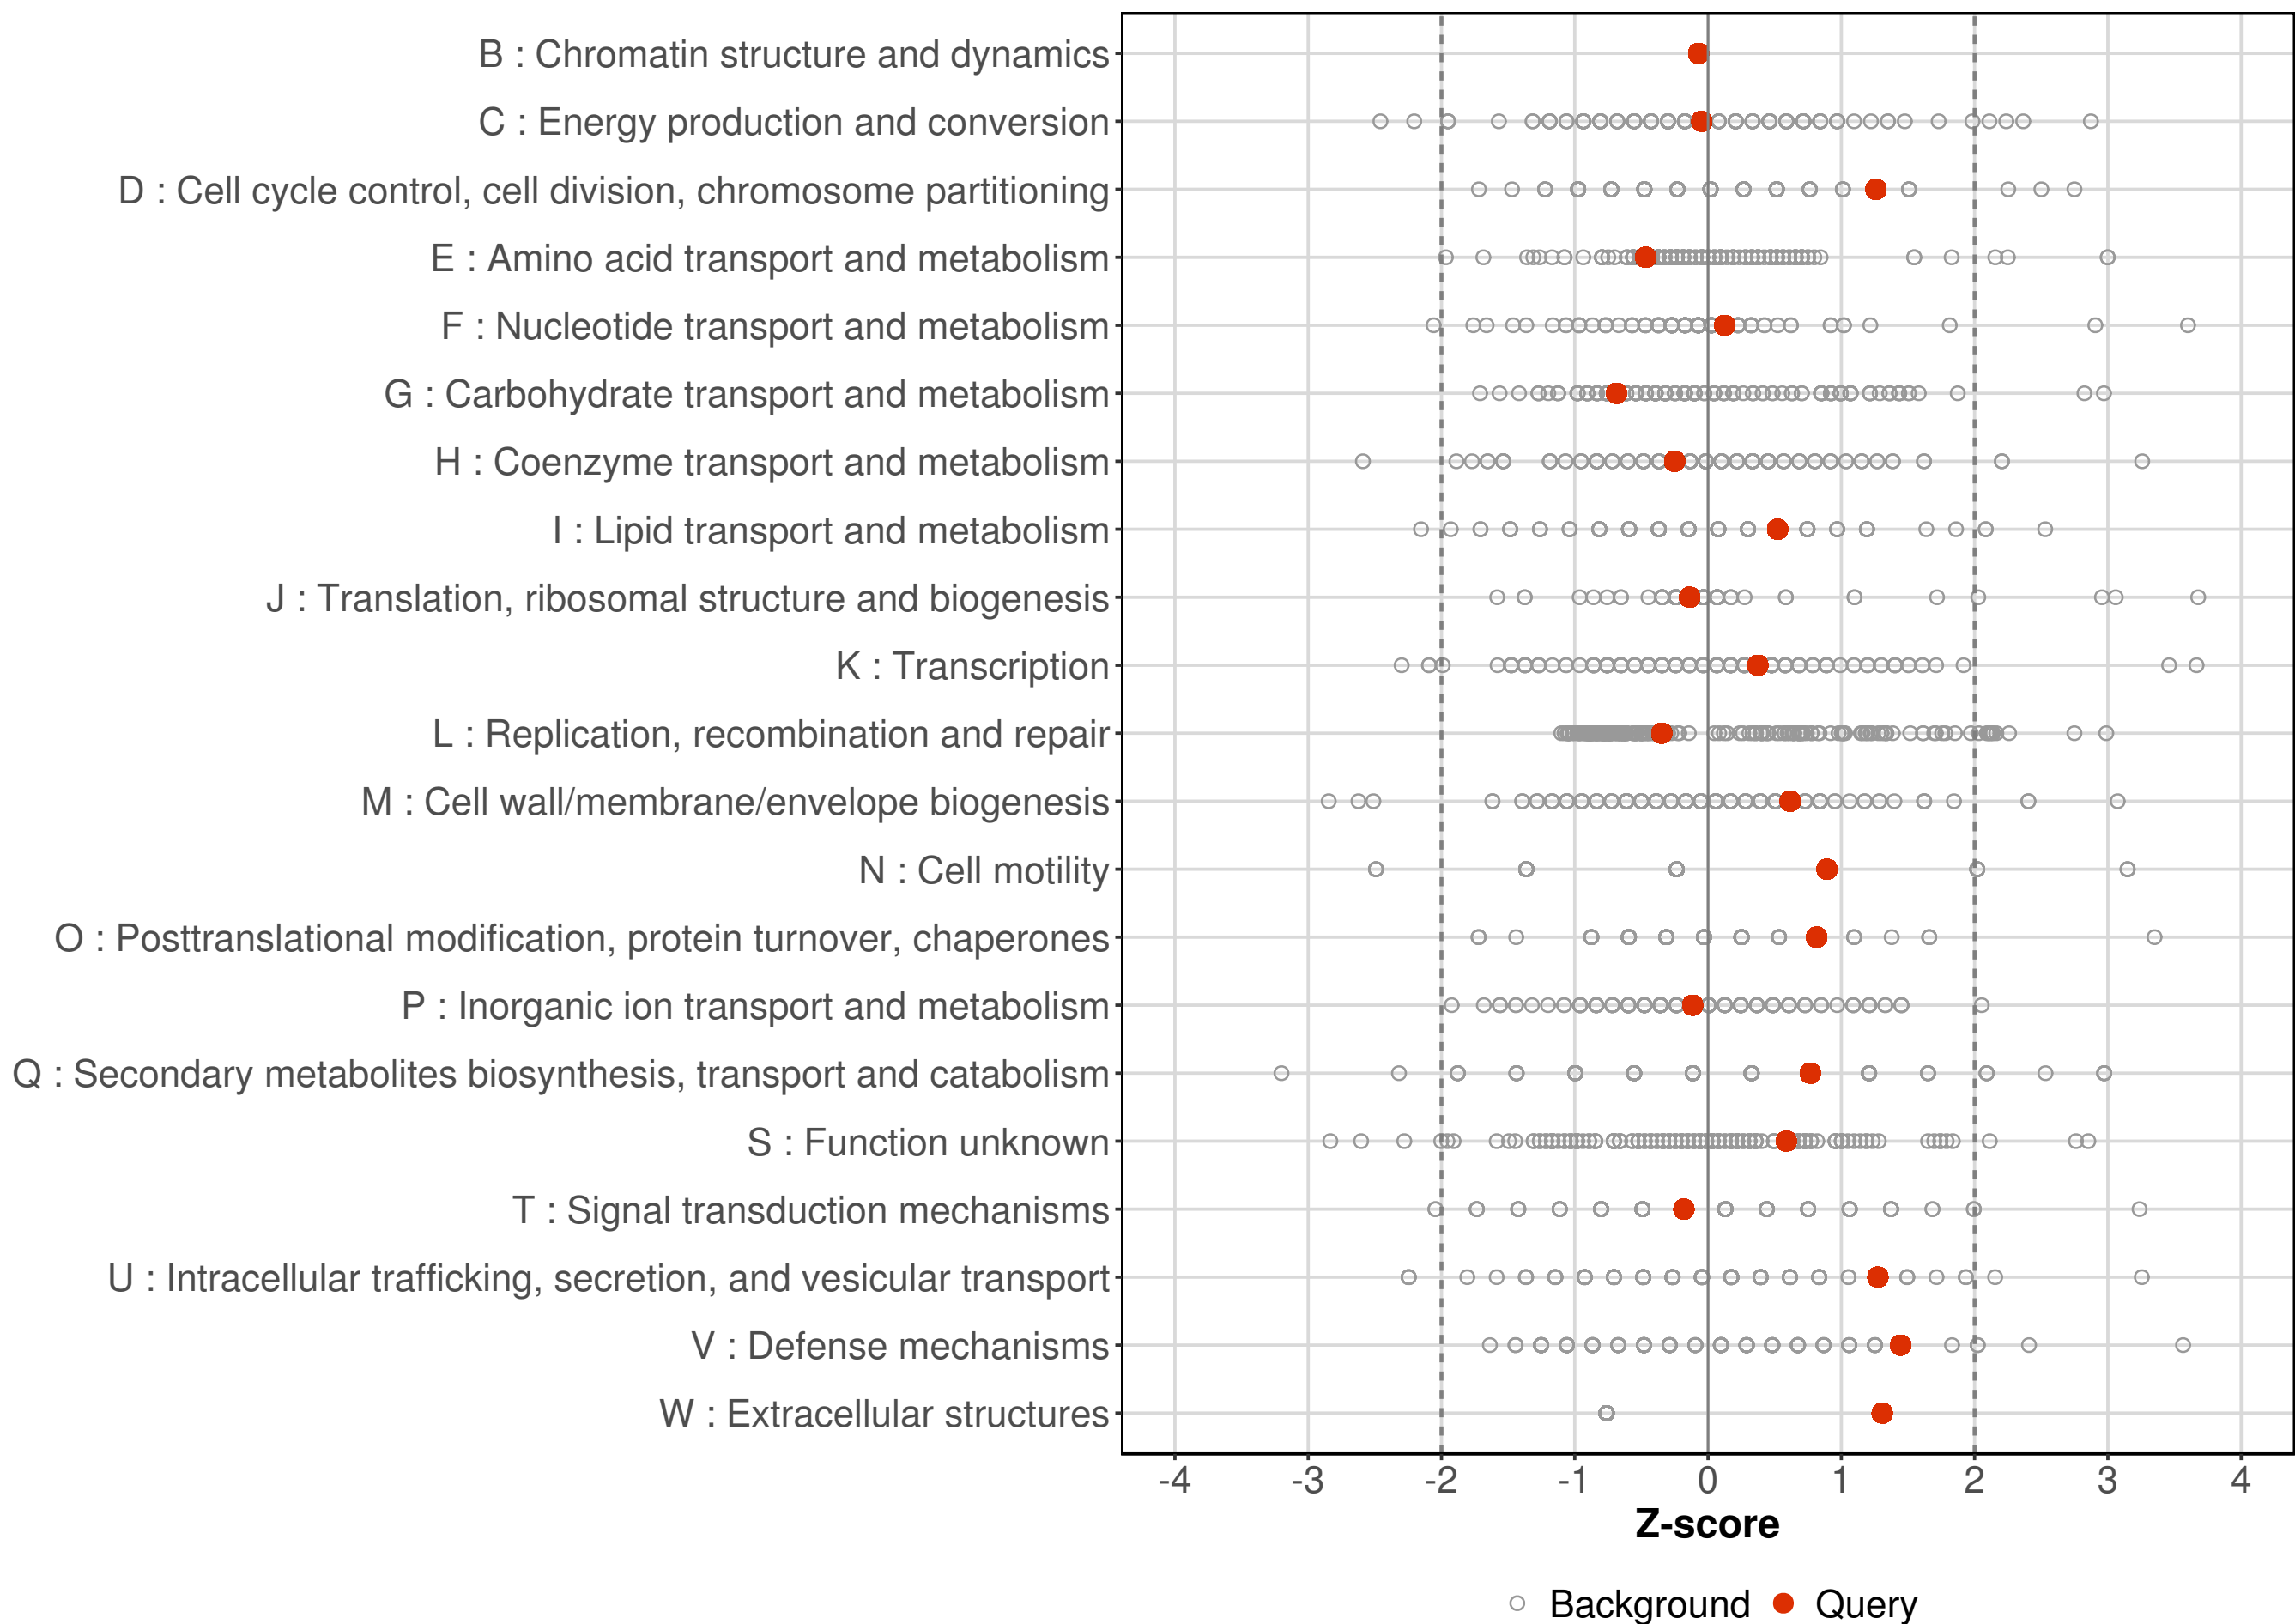 B : Chromatin structure and dynamics
C : Energy production and conversion
D : Cell cycle control, cell division, chromosome partitioning
E : Amino acid transport and metabolism
F : Nucleotide transport and metabolism
G : Carbohydrate transport and metabolism
H : Coenzyme transport and metabolism
I : Lipid transport and metabolism
J : Translation, ribosomal structure and biogenesis
K : Transcription
L : Replication, recombination and repair
M : Cell wall/membrane/envelope biogenesis
N : Cell motility
O : Posttranslational modification, protein turnover, chaperones
P : Inorganic ion transport and metabolism
Q : Secondary metabolites biosynthesis, transport and catabolism
S : Function unknown
T : Signal transduction mechanisms
U : Intracellular trafficking, secretion, and vesicular transport
V : Defense mechanisms
W : Extracellular structures
-4 -3 -2 -1 0 1 2 3 4
Z-score
Background Query